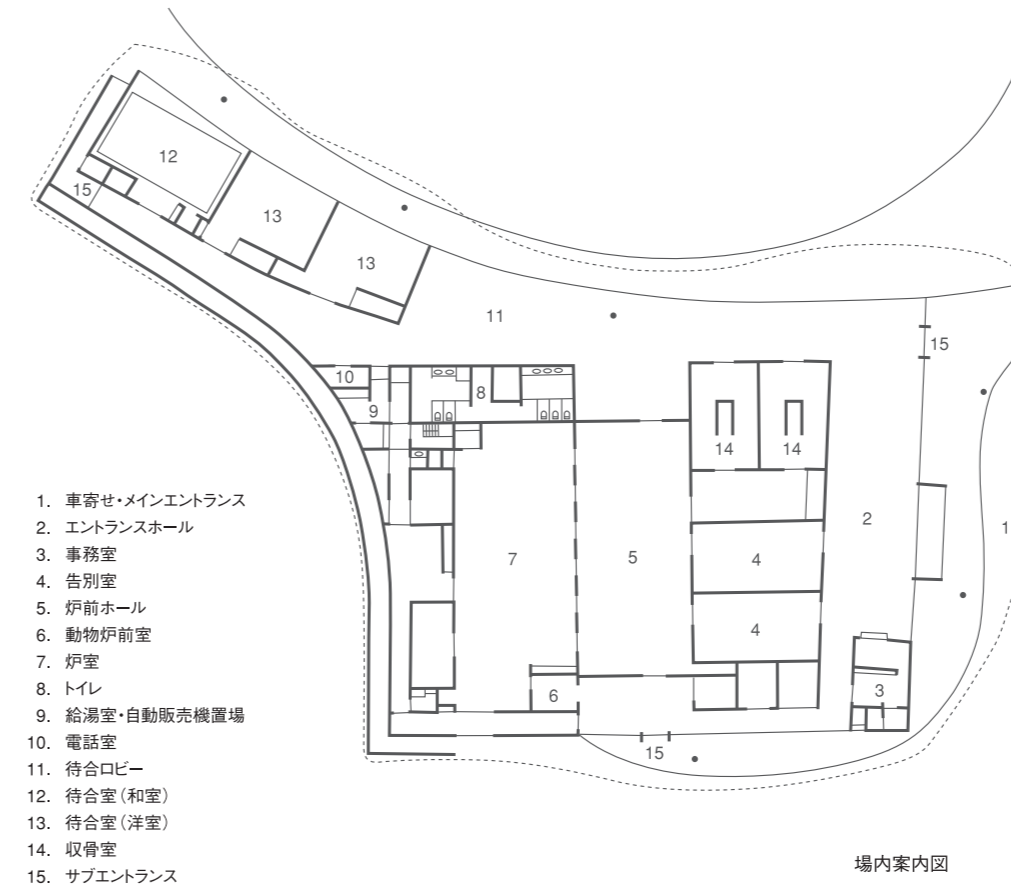 12
15
13
13
11
15
10
8
9
14
14
2
1
7
5
4
4
6
3
15
1. 車寄せ・メインエントランス
2. エントランスホール
3. 事務室
4. 告別室
5. 炉前ホール
6. 動物炉前室
7. 炉室
8. トイレ
9. 給湯室・自動販売機置場
10. 電話室
11. 待合ロビー
12. 待合室（和室）
13. 待合室（洋室）
14. 収骨室
15. サブエントランス
場内案内図